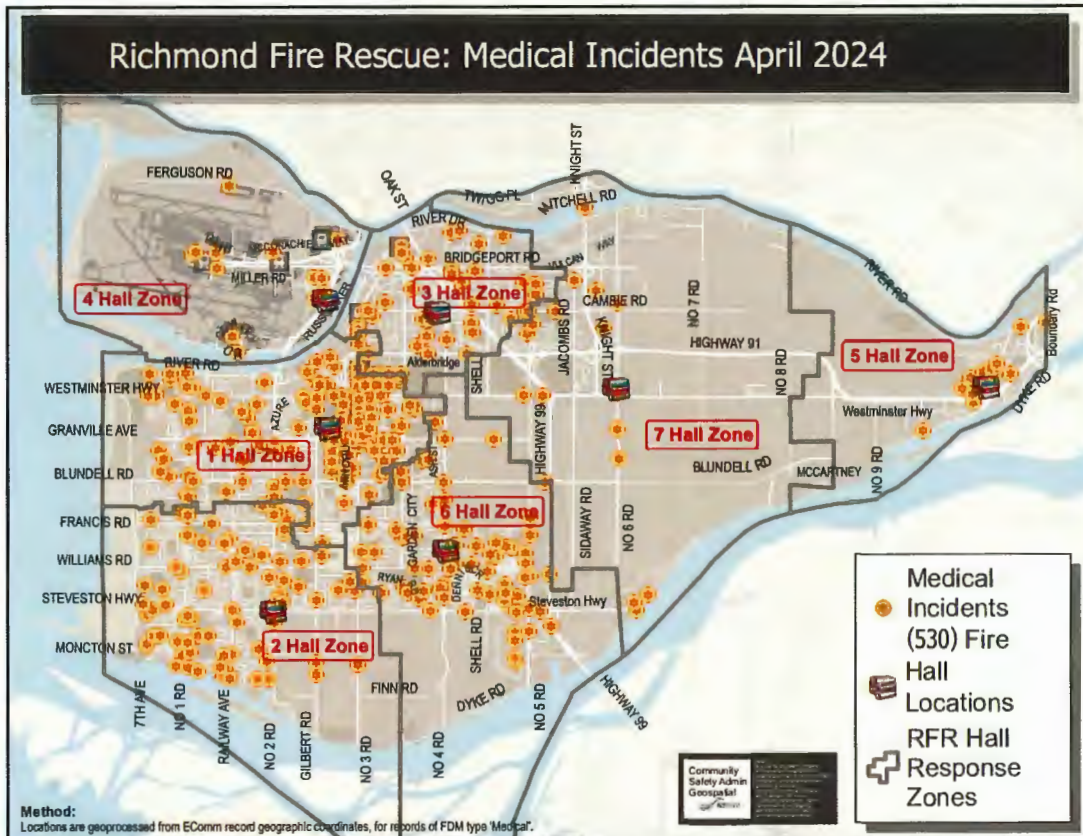 Richmond Fire Rescue: Medical Incidents April 2024
FERGUSON RD
OAK ST
KNIGHT ST
MITCHELL RD
RIVER DR
BRIDGEPORT RD
VULCAN WAY
MILLER RD
4 Hall Zone
3 Hall Zone
CAMBIE RD
NO 7 RD
RIVER RD
Boundary Rd
RIVER RD
Alderbridge
SHELL
JACOMBS RD
HIGHWAY 91
NO 8 RD
5 Hall Zone
DYKE RD
WESTMINSTER HWY
AZURE
HIGHWAY 99
Westminster Hwy
GRANVILLE AVE
1 Hall Zone
7 Hall Zone
BLUNDELL RD
BLUNDELL RD
MCCARTNEY
NO 9 RD
FRANCIS RD
GARDEN CITY
6 Hall Zone
SIDAWAY RD
NO 6 RD
WILLIAMS RD
RYAN
STEVESTON HWY
Steveston Hwy
MONCTON ST
2 Hall Zone
SHELL RD
FINN RD
DYKE RD
HIGHWAY 99
7TH AVE
NO 1 RD
RAILWAY AVE
NO 2 RD
GILBERT RD
NO 3 RD
NO 4 RD
NO 5 RD
Medical
Incidents
(530) Fire
Hall
Locations
RFR Hall
Response
Zones
Community
Safety Admin
Geospatial
Method:
Locations are geoprocessed from EComm record geographic coordinates, for records of FDM type 'Medical'.